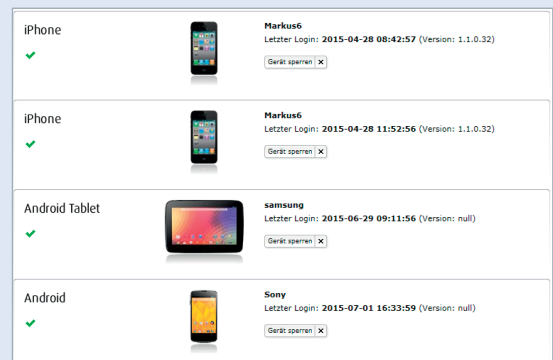 iPhone
Markus6
Letzter Login: 2015-04-28 08:42:57 (Version: 1.1.0.32)
Gerät sperren X
iPhone
Markus6
Letzter Login: 2015-04-28 11:52:56 (Version: 1.1.0.32)
Gerät sperren X
Android Tablet
samsung
Letzter Login: 2015-06-29 09:11:56 (Version: null)
Gerät sperren X
Android
Sony
Letzter Login: 2015-07-01 16:33:59 (Version: null)
Gerät sperren X